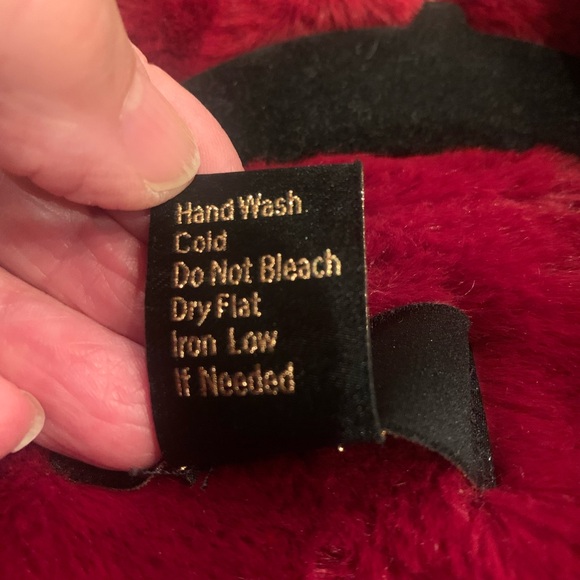 Hand Wash
Cold
Do Not Bleach
Dry Flat
Iron Low
If Needed